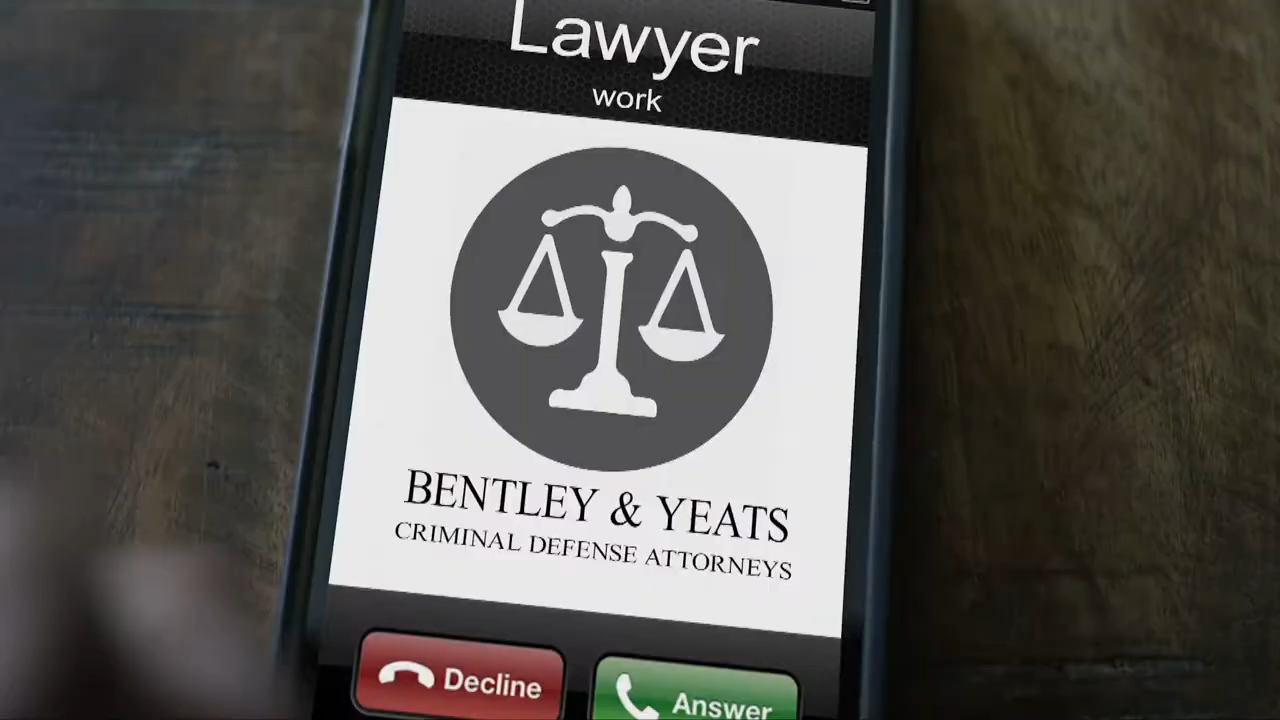 Lawyer
work
BENTLEY & YEATS
CRIMINAL DEFENSE ATTORNEYS
Decline
Answer